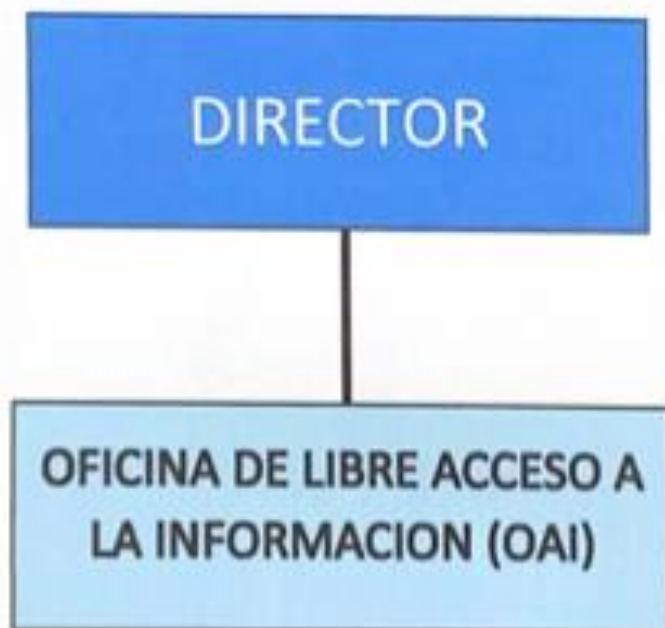 DIRECTOR
OFICINA DE LIBRE ACCESO A
LA INFORMACION (OAI)